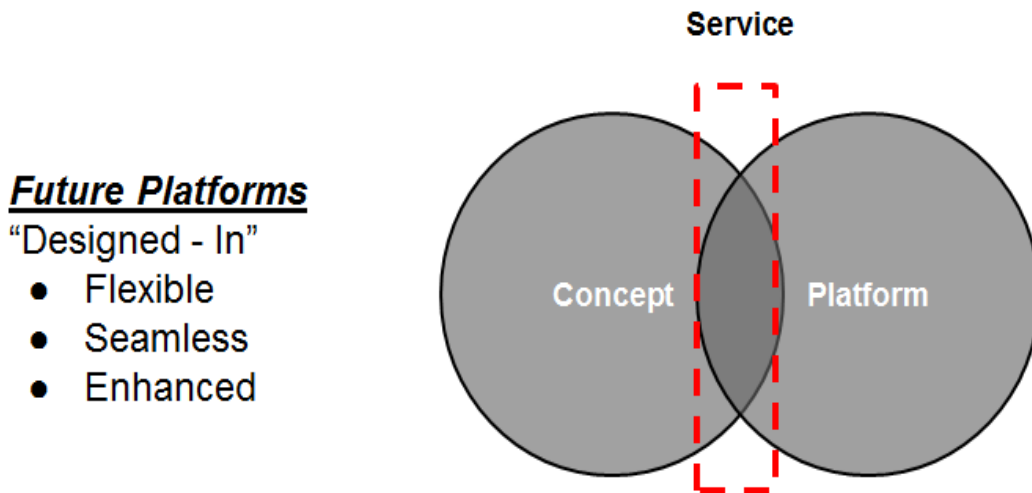 Service
Future Platforms
“Designed - In”
● Flexible
● Seamless
● Enhanced
Concept
Platform